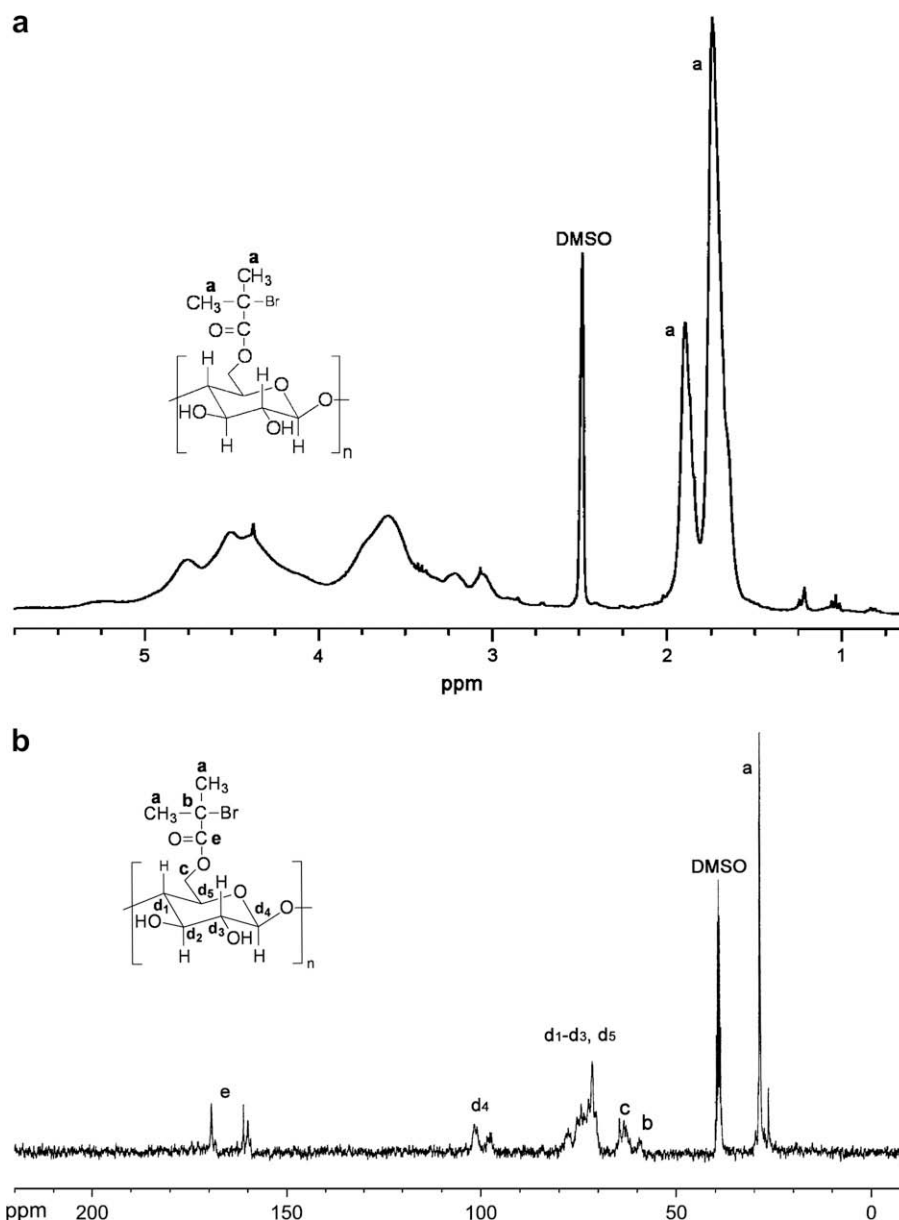 a
a
a
DMSO
a
a
CH3
CH3
C
Br
O=C
O
H
H
O
O
HO
OH
H
H
n
5
4
3
2
1
ppm
b
a
CH3
a
b
CH3
C
Br
O=C
e
O
c
H
H
d5
O
d4
O
d1
HO
d2
d3
OH
H
H
n
a
DMSO
d1-d3, d5
e
d4
c
b
ppm
200
150
100
50
0